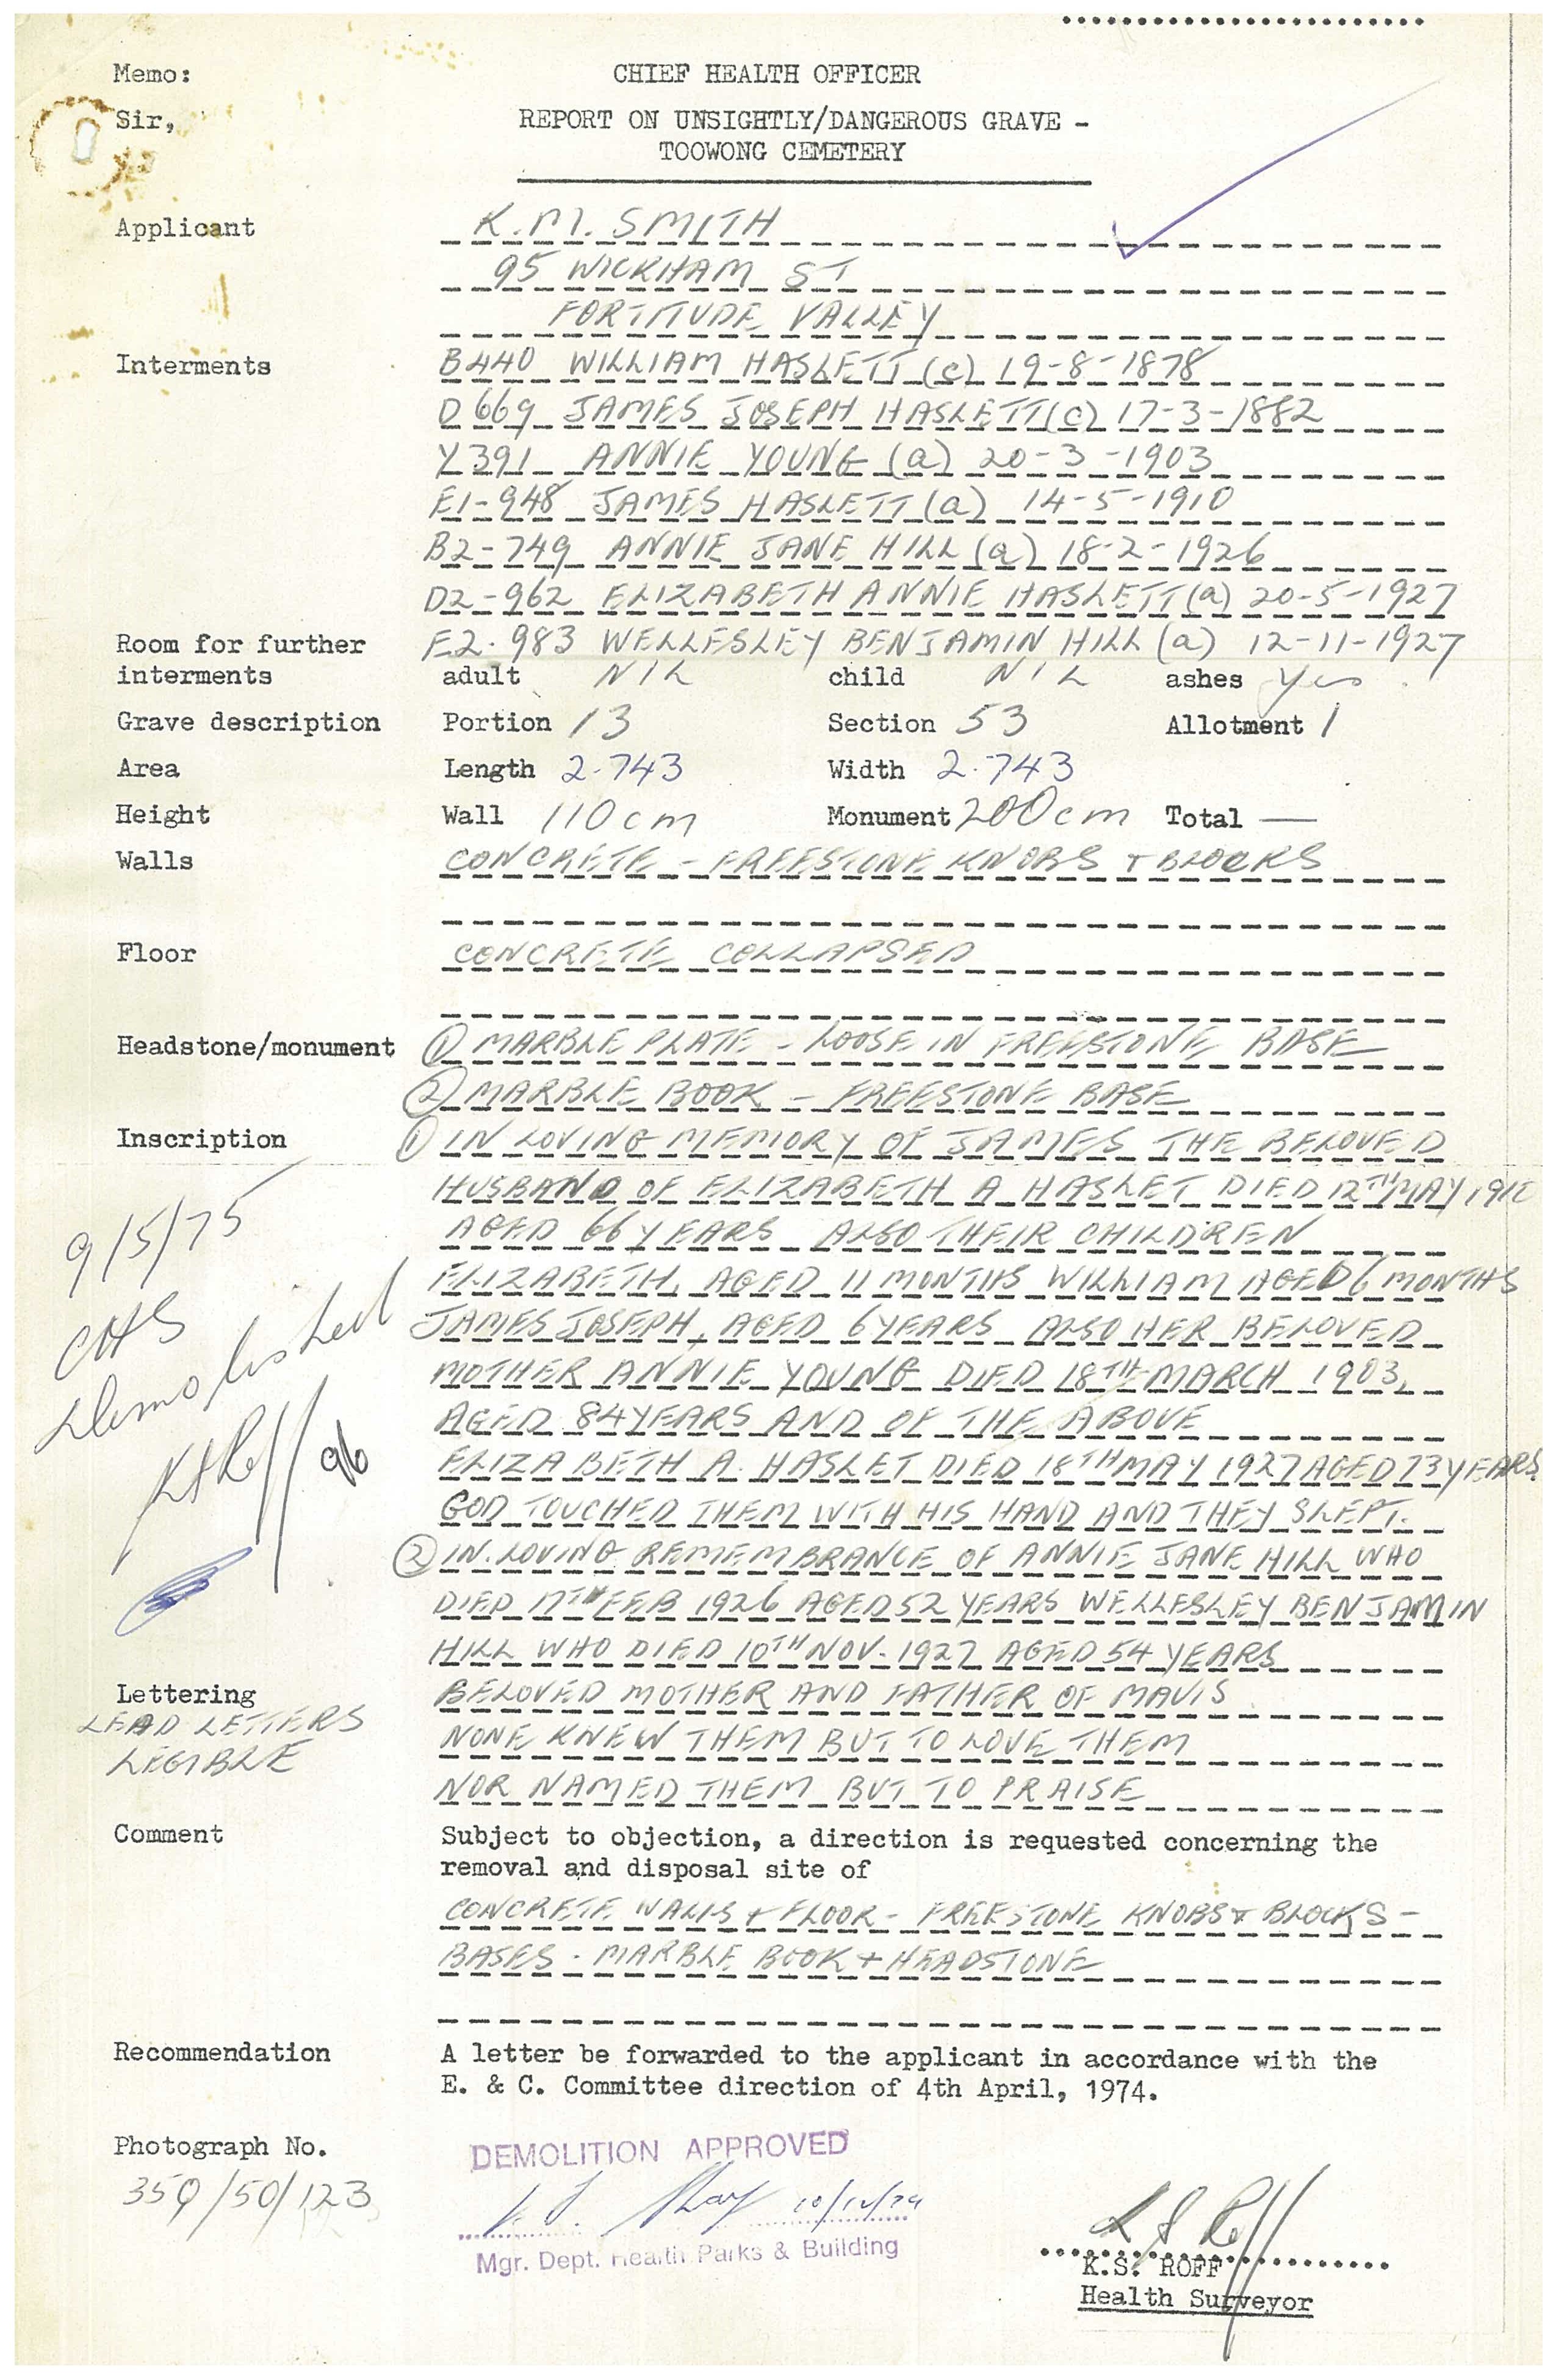 Memo:
CHIEF HEALTH OFFICER
Sir,
REPORT ON UNSIGHTLY/DANGEROUS GRAVE -
TOOWONG CEMETERY
Applicant K.M. SMITH
95 WICKHAM ST
FORTITUDE VALLEY
Interments B440 WILLIAM HASLETT (c) 19-8-1878
D669 JAMES JOSEPH HASLETT (c) 17-3-1882
Y391 ANNIE YOUNG (a) 20-3-1903
E1-948 JAMES HASLETT (a) 14-5-1910
B2-749 ANNIE JANE HILL (a) 18-2-1926
D2-962 ELIZABETH ANNIE HASLETT (a) 20-5-1927
Room for further E2.983 WELLESLEY BENJAMIN HILL (a) 12-11-1927
interments adult NIL child NIL ashes yes
Grave description Portion 13 Section 53 Allotment 1
Area Length 2.743 Width 2.743
Height Wall 110cm Monument 200cm Total —
Walls CONCRETE - FREESTONE KNOBS + BLOCKS
Floor CONCRETE COLLAPSED
Headstone/monument ① MARBLE PLATE - LOOSE IN FREESTONE BASE
② MARBLE BOOK - FREESTONE BASE
Inscription ① IN LOVING MEMORY OF JAMES THE BELOVED
HUSBAND OF ELIZABETH A HASLET DIED 12TH MAY 1910
AGED 66 YEARS ALSO THEIR CHILDREN
ELIZABETH, AGED 11 MONTHS WILLIAM AGED 6 MONTHS
JAMES JOSEPH, AGED 6 YEARS ALSO HER BELOVED
MOTHER ANNIE YOUNG DIED 18TH MARCH 1903,
AGED 84 YEARS AND OF THE ABOVE
ELIZABETH A. HASLET DIED 18TH MAY 1927 AGED 73 YEARS.
GOD TOUCHED THEM WITH HIS HAND AND THEY SLEPT.
② IN LOVING REMEMBRANCE OF ANNIE JANE HILL WHO
DIED 17TH FEB 1926 AGED 52 YEARS WELLESLEY BENJAMIN
HILL WHO DIED 10TH NOV. 1927 AGED 54 YEARS
9/5/75
CHS
Demolished
K S Roff 96
Lettering BELOVED MOTHER AND FATHER OF MAVIS
LEAD LETTERS
LEGIBLE NONE KNEW THEM BUT TO LOVE THEM
NOR NAMED THEM BUT TO PRAISE
Comment Subject to objection, a direction is requested concerning the
removal and disposal site of
CONCRETE WALLS + FLOOR - FREESTONE KNOBS + BLOCKS -
BASES - MARBLE BOOK + HEADSTONE
Recommendation A letter be forwarded to the applicant in accordance with the
E. & C. Committee direction of 4th April, 1974.
Photograph No. DEMOLITION APPROVED
359/50/123
10/12/74
Mgr. Dept. Health Parks & Building
K S Roff
K.S. ROFF
Health Surveyor